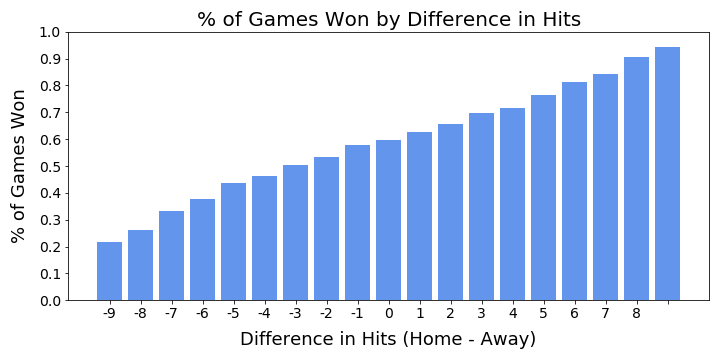 % of Games Won by Difference in Hits
1.0
0.9
0.8
0.7
0.6
0.5
0.4
0.3
0.2
0.1
0.0
% of Games Won
-9 -8 -7 -6 -5 -4 -3 -2 -1 0 1 2 3 4 5 6 7 8
Difference in Hits (Home - Away)